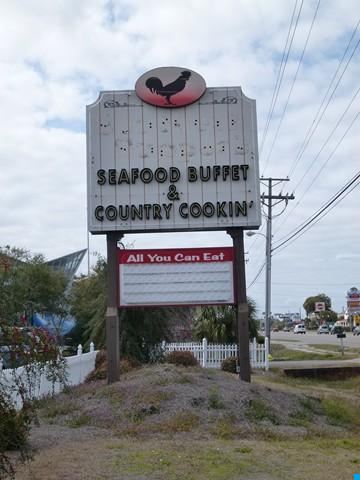 SEAFOOD BUFFET
&
COUNTRY COOKIN'
All You Can Eat